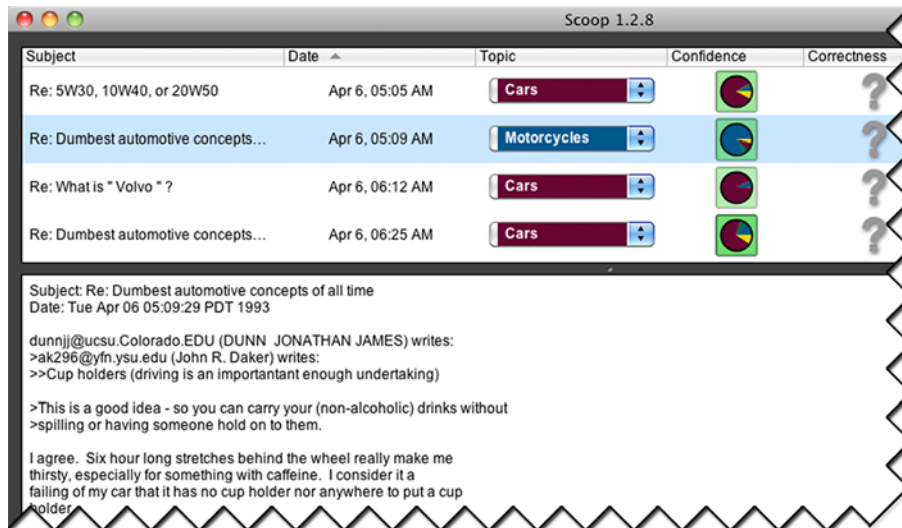 Scoop 1.2.8
Subject Date Topic Confidence Correctness
Re: 5W30, 10W40, or 20W50 Apr 6, 05:05 AM Cars ?
Re: Dumbest automotive concepts... Apr 6, 05:09 AM Motorcycles ?
Re: What is " Volvo " ? Apr 6, 06:12 AM Cars ?
Re: Dumbest automotive concepts... Apr 6, 06:25 AM Cars ?
Subject: Re: Dumbest automotive concepts of all time
Date: Tue Apr 06 05:09:29 PDT 1993
dunnjj@ucsu.Colorado.EDU (DUNN JONATHAN JAMES) writes:
>ak296@yfn.ysu.edu (John R. Daker) writes:
>>Cup holders (driving is an importantant enough undertaking)
>This is a good idea - so you can carry your (non-alcoholic) drinks without
>spilling or having someone hold on to them.
I agree. Six hour long stretches behind the wheel really make me
thirsty, especially for something with caffeine. I consider it a
failing of my car that it has no cup holder nor anywhere to put a cup
holder